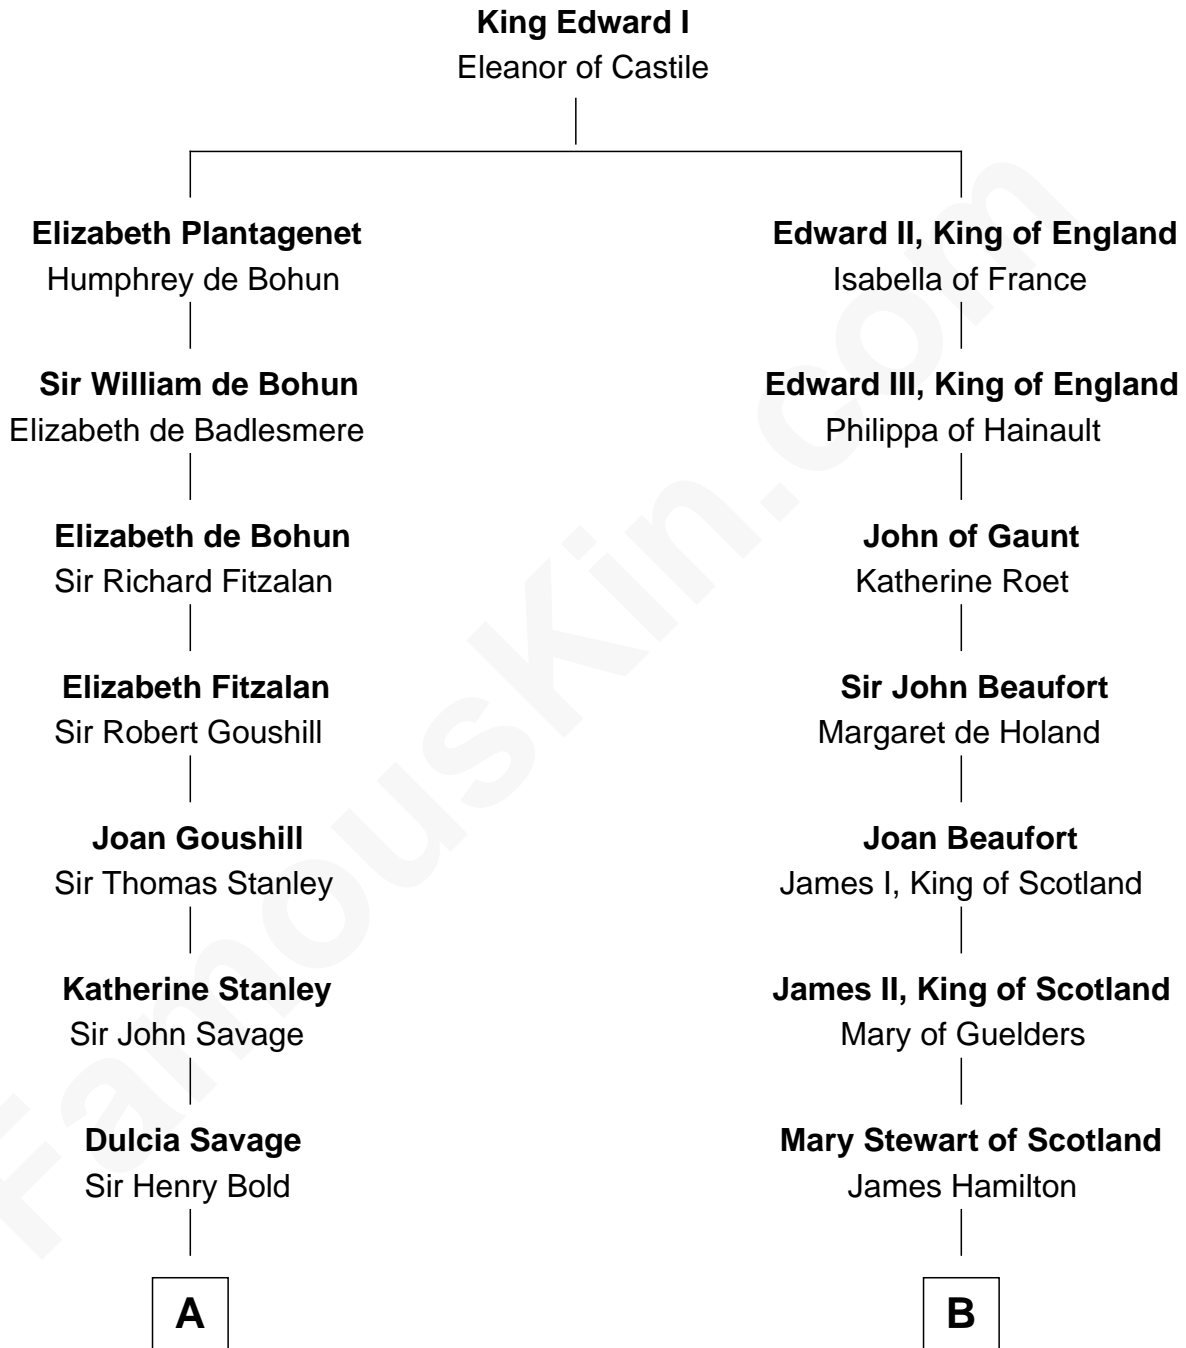 King Edward I
Eleanor of Castile
Elizabeth Plantagenet
Humphrey de Bohun
Edward II, King of England
Isabella of France
Sir William de Bohun
Elizabeth de Badlesmere
Edward III, King of England
Philippa of Hainault
Elizabeth de Bohun
Sir Richard Fitzalan
John of Gaunt
Katherine Roet
Elizabeth Fitzalan
Sir Robert Goushill
Sir John Beaufort
Margaret de Holand
Joan Goushill
Sir Thomas Stanley
Joan Beaufort
James I, King of Scotland
Katherine Stanley
Sir John Savage
James II, King of Scotland
Mary of Guelders
Dulcia Savage
Sir Henry Bold
Mary Stewart of Scotland
James Hamilton
A
B
FamousKin.com